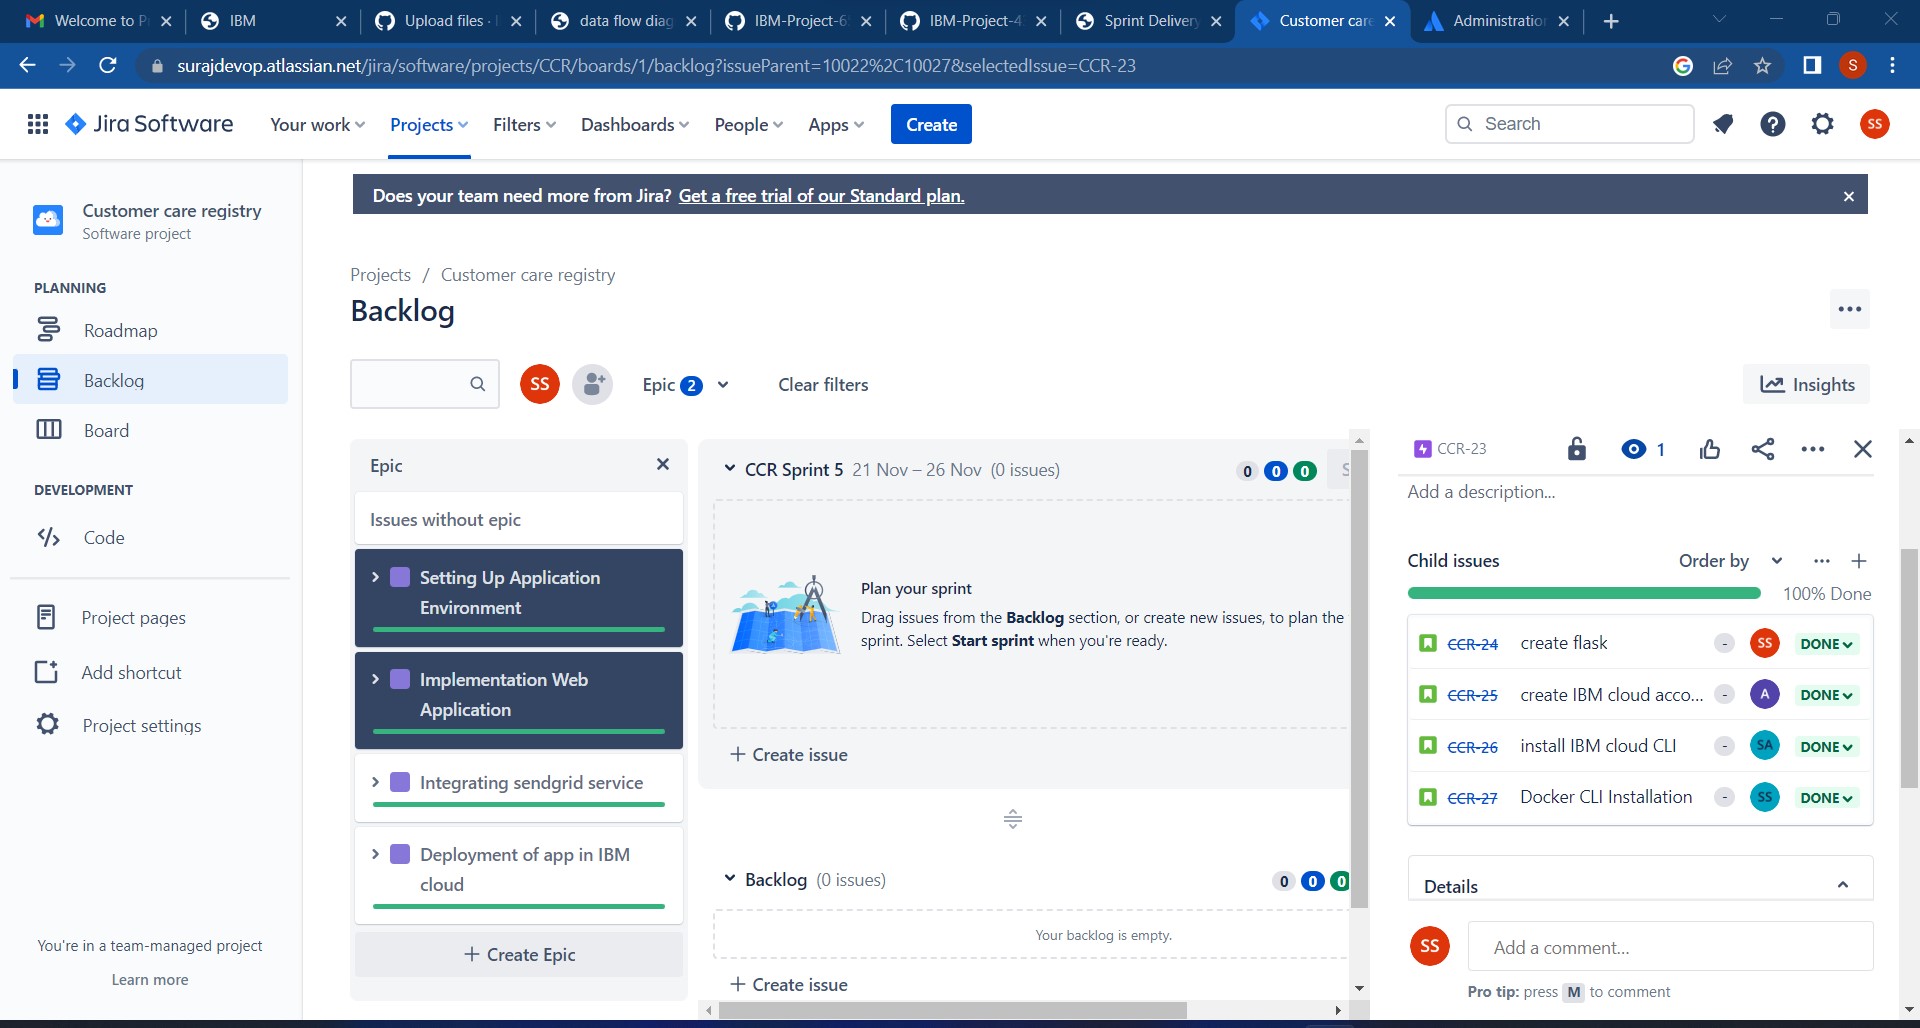 Welcome to P
IBM
Upload files ·
data flow diag
IBM-Project-6
IBM-Project-4
Sprint Delivery
Customer care
Administration
surajdevop.atlassian.net/jira/software/projects/CCR/boards/1/backlog?issueParent=10022%2C10027&selectedIssue=CCR-23
S
Jira Software
Your work
Projects
Filters
Dashboards
People
Apps
Create
Search
SS
Does your team need more from Jira? Get a free trial of our Standard plan.
Customer care registry
Software project
PLANNING
Roadmap
Backlog
Board
DEVELOPMENT
Code
Project pages
Add shortcut
Project settings
You're in a team-managed project
Learn more
Projects / Customer care registry
Backlog
SS
Epic 2
Clear filters
Insights
Epic
Issues without epic
Setting Up Application
Environment
Implementation Web
Application
Integrating sendgrid service
Deployment of app in IBM
cloud
Create Epic
CCR Sprint 5 21 Nov – 26 Nov (0 issues)
0 0 0 S
Plan your sprint
Drag issues from the Backlog section, or create new issues, to plan the
sprint. Select Start sprint when you're ready.
Create issue
Backlog (0 issues)
0 0 0
Your backlog is empty.
Create issue
CCR-23
1
Add a description...
Child issues
Order by
100% Done
CCR-24 create flask - SS DONE
CCR-25 create IBM cloud acco... - A DONE
CCR-26 install IBM cloud CLI - SA DONE
CCR-27 Docker CLI Installation - SS DONE
Details
SS
Add a comment...
Pro tip: press M to comment